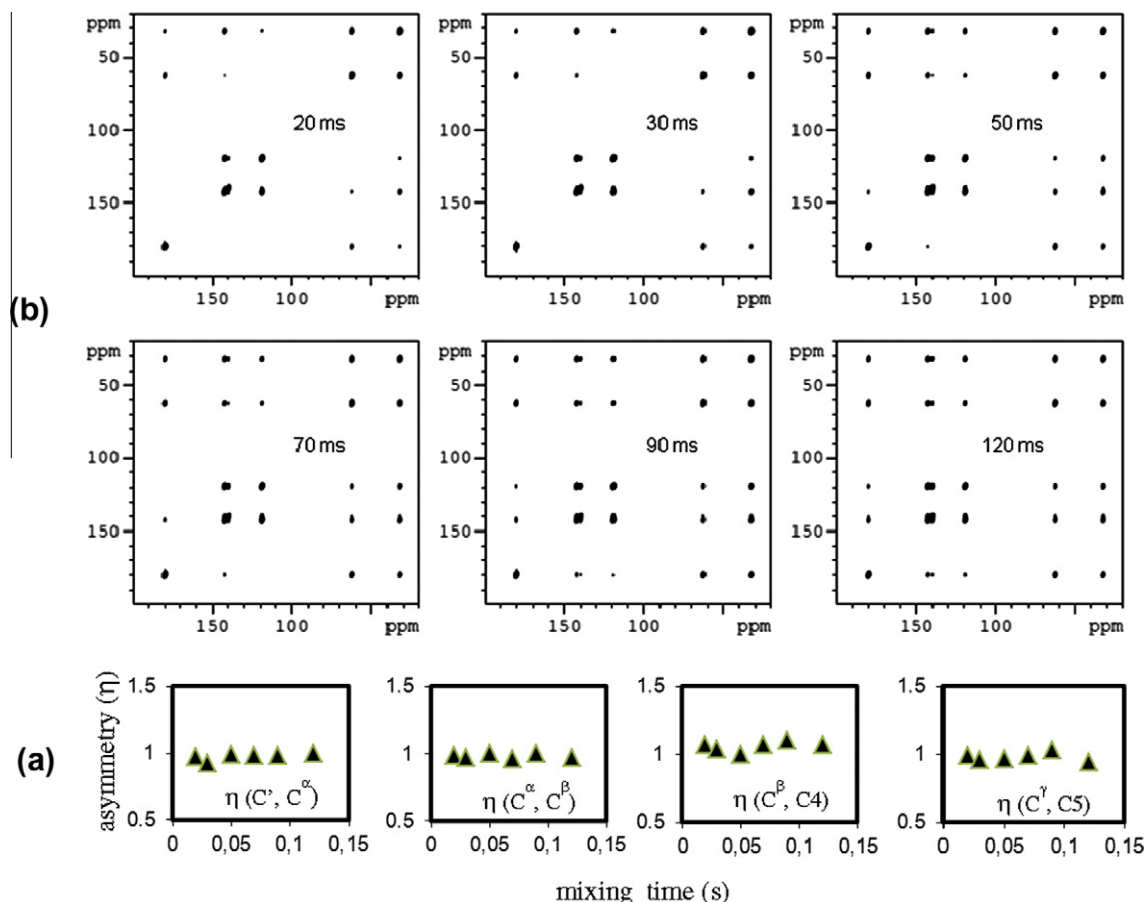 ppm ppm ppm
50 50 50
100 20 ms 100 30 ms 100 50 ms
150 150 150
150 100 ppm 150 100 ppm 150 100 ppm
(b)
ppm ppm ppm
50 50 50
100 70 ms 100 90 ms 100 120 ms
150 150 150
150 100 ppm 150 100 ppm 150 100 ppm
(a)
asymmetry (η)
1.5 1.5 1.5 1.5
1 1 1 1
0.5 0.5 0.5 0.5
η (C’, Cα) η (Cα, Cβ) η (Cβ, C4) η (Cγ, C5)
0 0,05 0,1 0,15 0 0,05 0,1 0,15 0 0,05 0,1 0,15 0 0,05 0,1 0,15
mixing time (s)